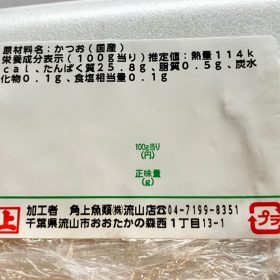 原材料名：かつお（国産）
栄養成分表示（100g当り）推定値：熱量114k
cal、たんぱく質25.8g、脂質0.5g、炭水
化物0.1g、食塩相当量0.1g
100g当り
(円)
正味量
(g)
上
加工者 角上魚類㈱流山店☎04-7199-8351
千葉県流山市おおたかの森西1丁目13-1
プラ